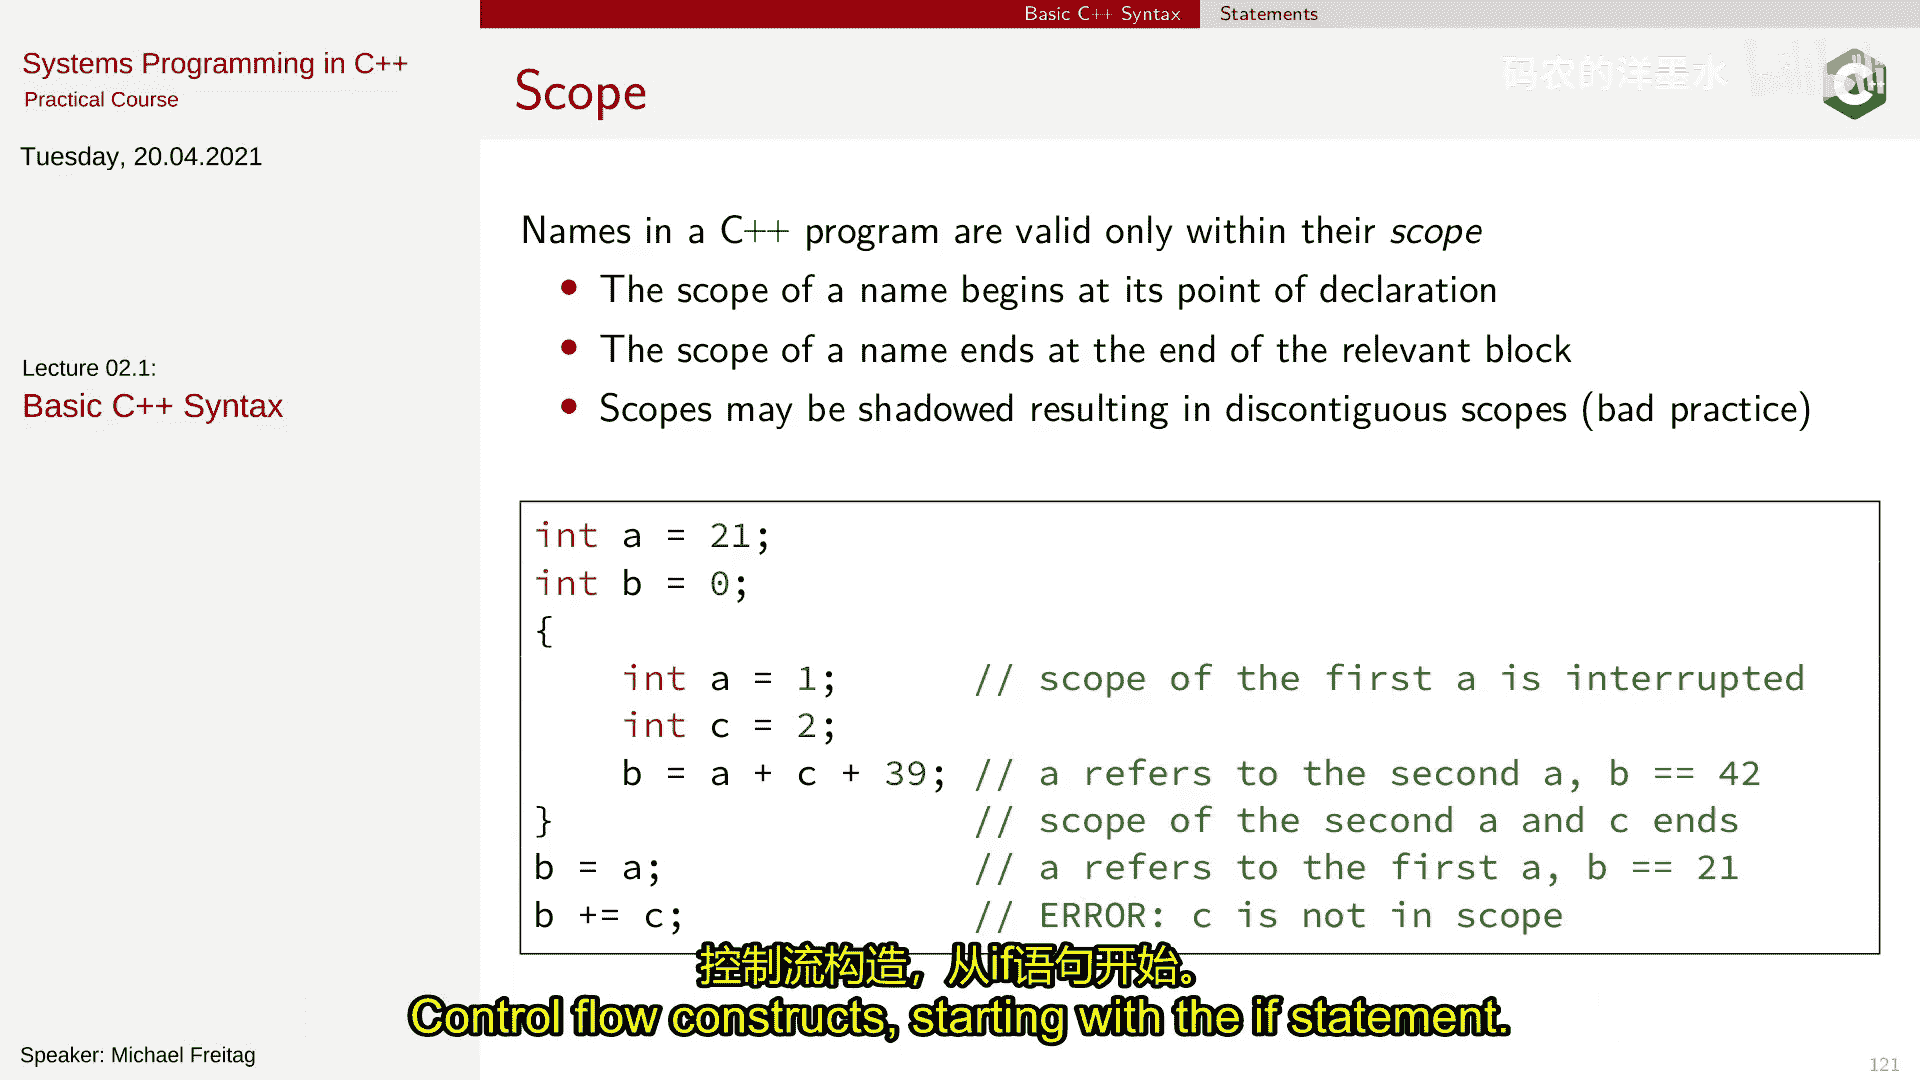 Basic C++ Syntax Statements
Systems Programming in C++
Practical Course
Tuesday, 20.04.2021
Lecture 02.1:
Basic C++ Syntax
Scope
码农的洋墨水
Names in a C++ program are valid only within their scope
• The scope of a name begins at its point of declaration
• The scope of a name ends at the end of the relevant block
• Scopes may be shadowed resulting in discontiguous scopes (bad practice)
int a = 21;
int b = 0;
{
    int a = 1;      // scope of the first a is interrupted
    int c = 2;
    b = a + c + 39; // a refers to the second a, b == 42
}                   // scope of the second a and c ends
b = a;              // a refers to the first a, b == 21
b += c;             // ERROR: c is not in scope
控制流构造，从if语句开始。
Control flow constructs, starting with the if statement.
Speaker: Michael Freitag
121